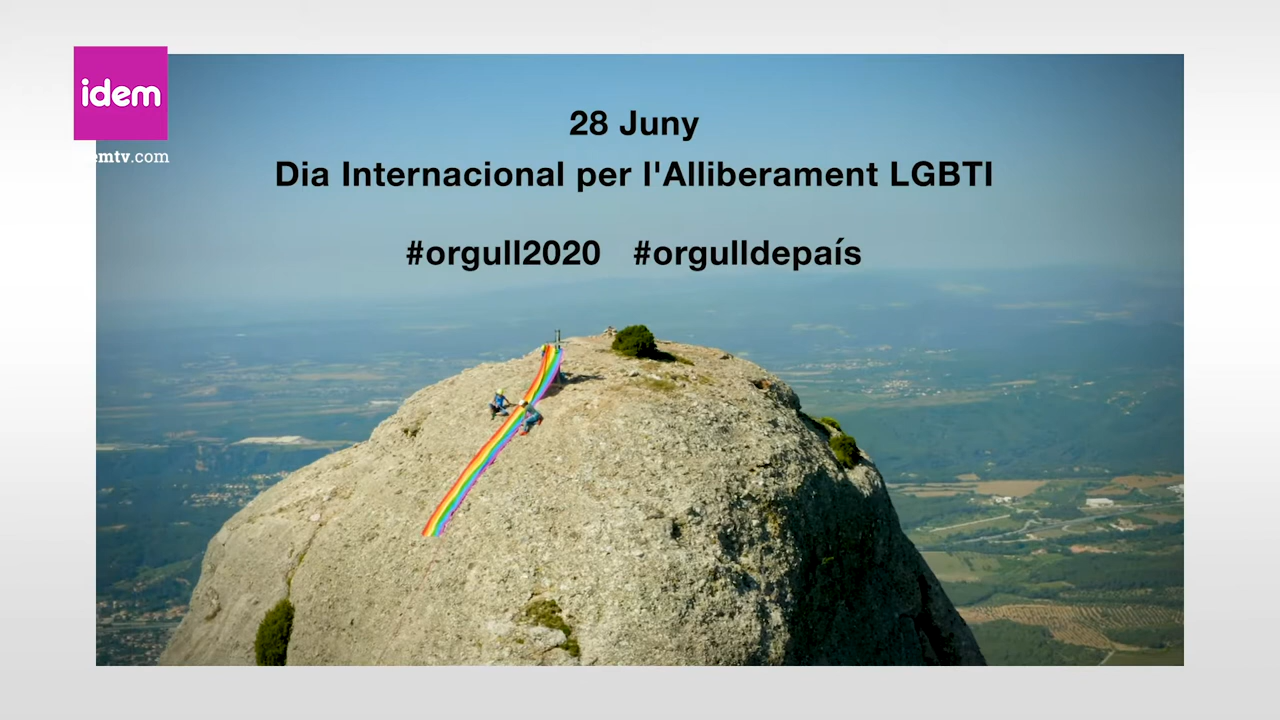 idem
emtv.com
28 Juny
Dia Internacional per l'Alliberament LGBTI
#orgull2020 #orgulldepaís